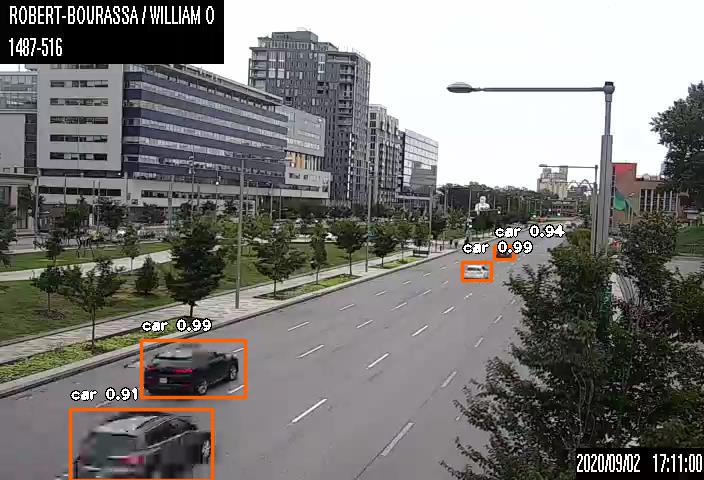 ROBERT-BOURASSA / WILLIAM O
1487-516
car 0.94
car 0.99
car 0.99
car 0.91
2020/09/02 17:11:00